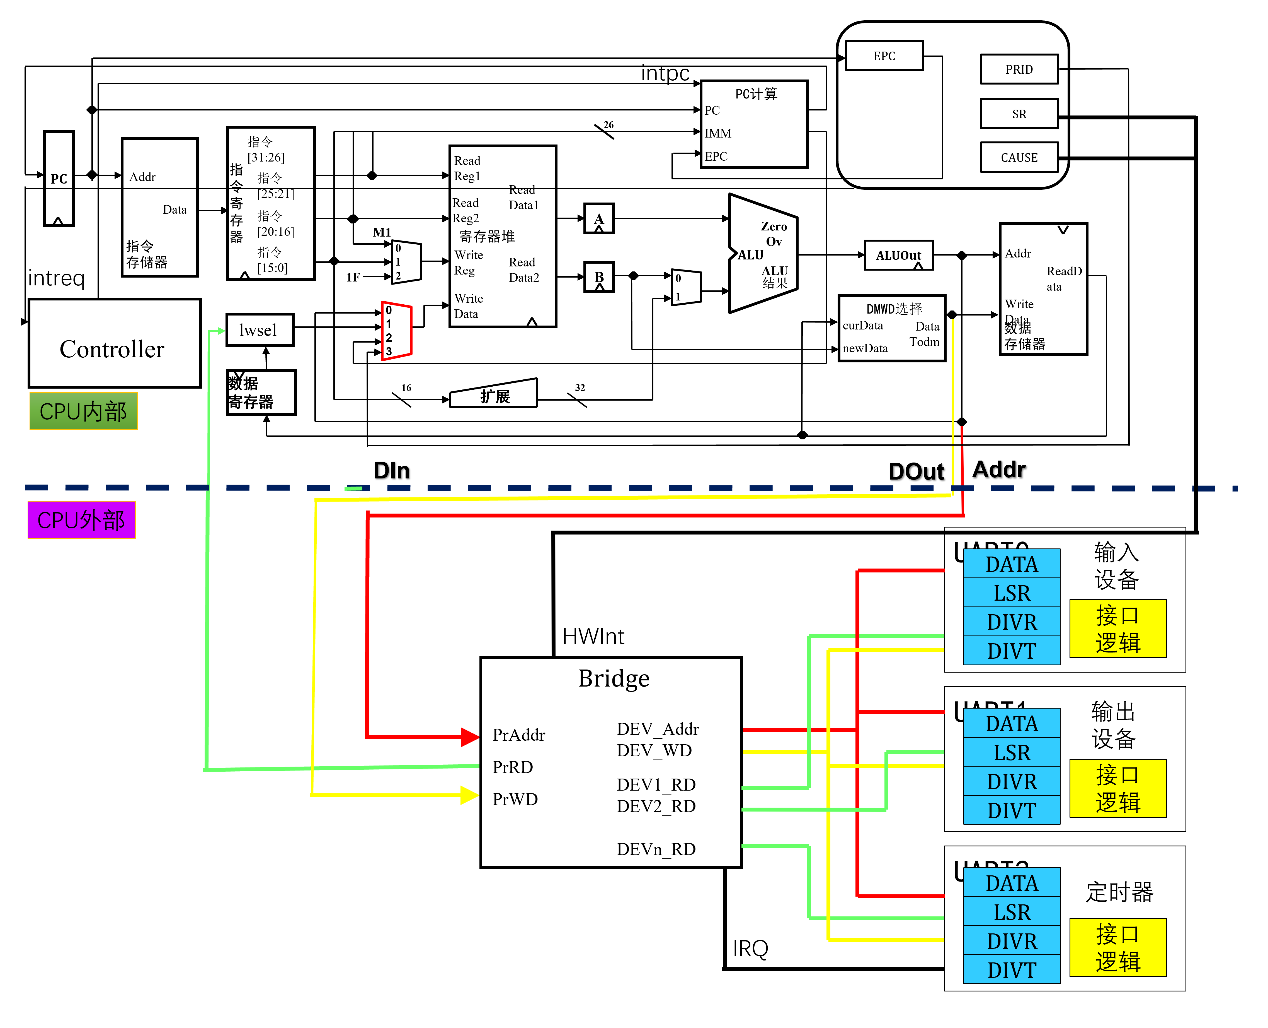 EPC
PRID
SR
CAUSE
intpc
PC计算
PC
IMM
EPC
26
PC
Addr
Data
指令
存储器
指令寄存器
指令
[31:26]
指令
[25:21]
指令
[20:16]
指令
[15:0]
M1
0
1
2
1F
Read
Reg1
Read
Reg2
寄存器堆
Write
Reg
Write
Data
Read
Data1
Read
Data2
A
B
0
1
Zero
Ov
ALU
ALU
结果
ALUOut
Addr
ReadD
ata
Write
Data
数据
存储器
DMWD选择
curData
newData
Data
Todm
intreq
Controller
lwsel
数据
寄存器
0
1
2
3
16
扩展
32
CPU内部
DIn
DOut
Addr
CPU外部
HWInt
Bridge
PrAddr
PrRD
PrWD
DEV_Addr
DEV_WD
DEV1_RD
DEV2_RD
DEVn_RD
IRQ
DATA
LSR
DIVR
DIVT
输入
设备
接口
逻辑
DATA
LSR
DIVR
DIVT
输出
设备
接口
逻辑
DATA
LSR
DIVR
DIVT
定时器
接口
逻辑